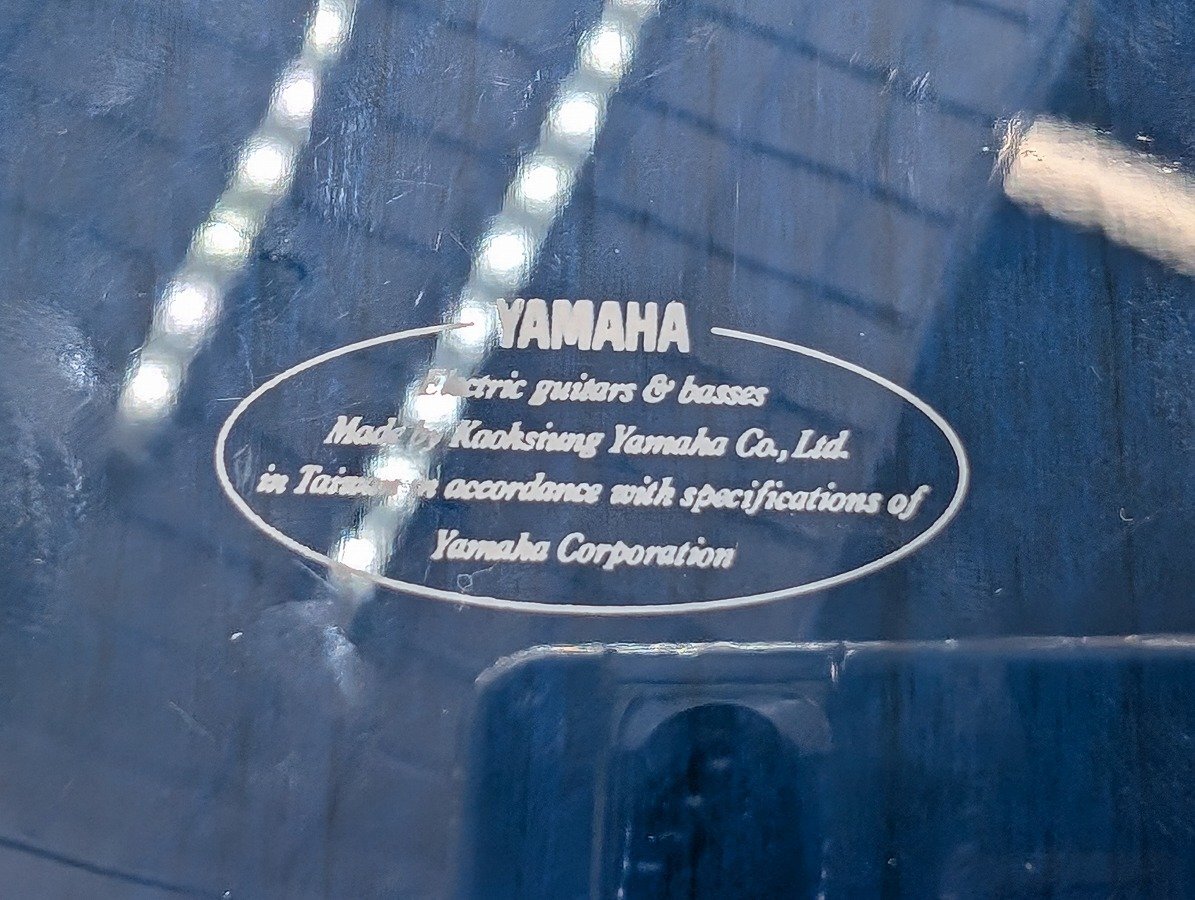 YAMAHA
Electric guitars & basses
Made by Kaohsiung Yamaha Co., Ltd.
in Taiwan in accordance with specifications of
Yamaha Corporation